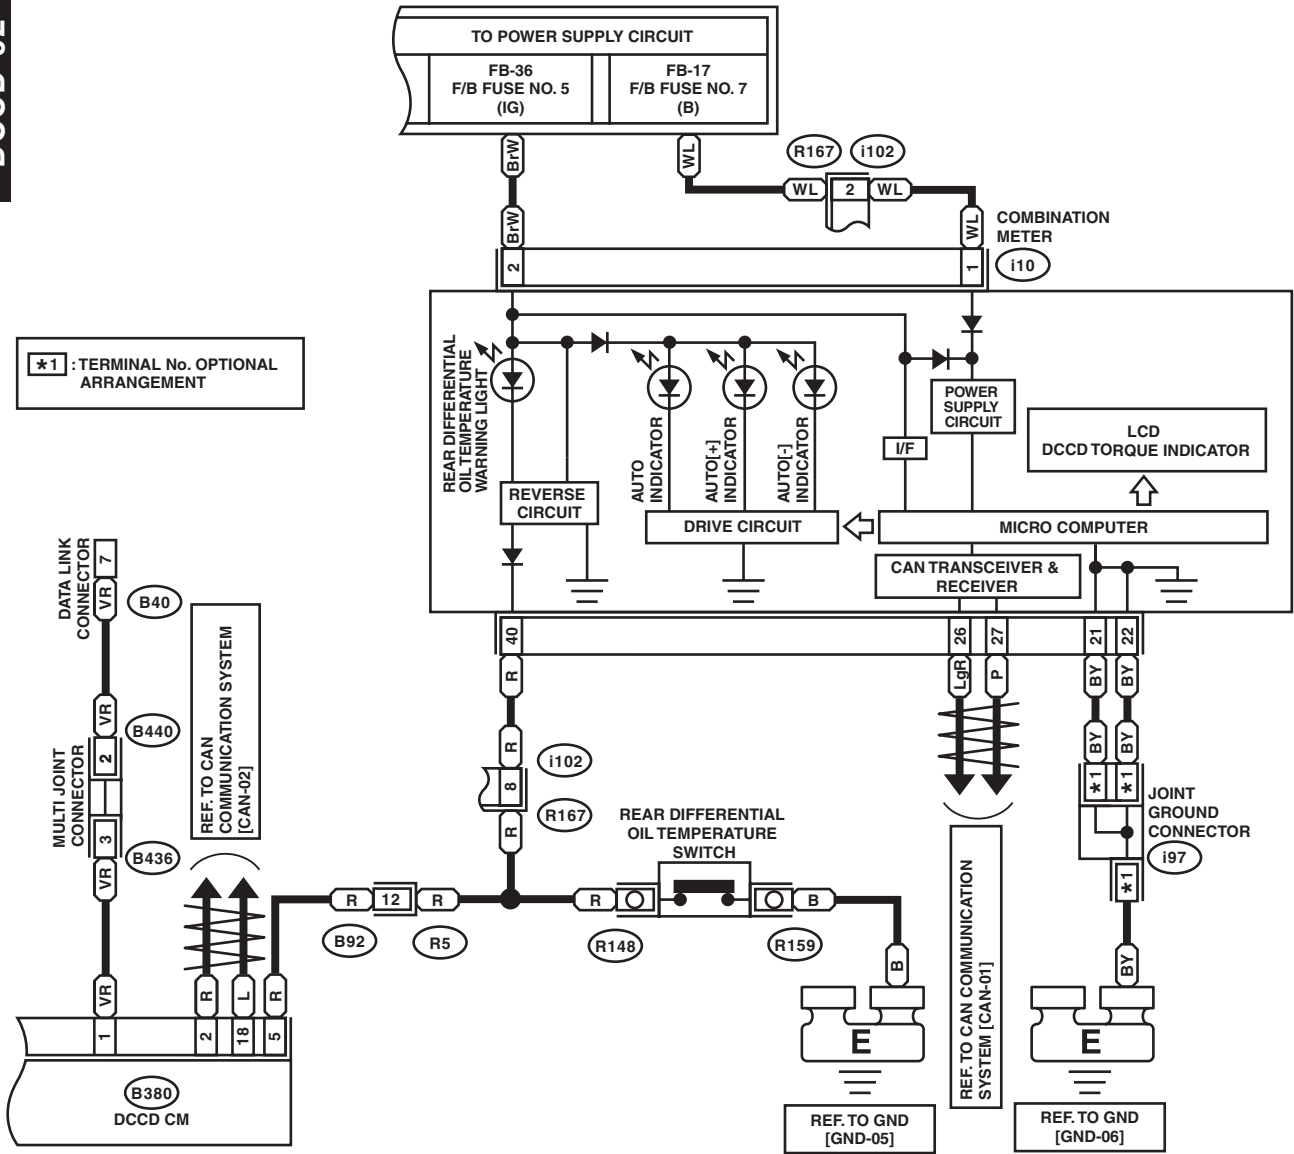 DCCD-02
TO POWER SUPPLY CIRCUIT
FB-36
F/B FUSE NO. 5
(IG)
FB-17
F/B FUSE NO. 7
(B)
BrW
WL
R167
i102
WL
2
WL
BrW
WL
COMBINATION
METER
2
1
i10
*1 : TERMINAL No. OPTIONAL
ARRANGEMENT
REAR DIFFERENTIAL
OIL TEMPERATURE
WARNING LIGHT
AUTO
INDICATOR
AUTO[+]
INDICATOR
AUTO[-]
INDICATOR
POWER
SUPPLY
CIRCUIT
I/F
LCD
DCCD TORQUE INDICATOR
REVERSE
CIRCUIT
DRIVE CIRCUIT
MICRO COMPUTER
CAN TRANSCEIVER &
RECEIVER
40
26
27
21
22
R
LgR
P
BY
BY
DATA LINK
CONNECTOR
7
VR
B40
VR
B440
MULTI JOINT
CONNECTOR
2
3
B436
VR
REF. TO CAN
COMMUNICATION SYSTEM
[CAN-02]
R
i102
8
R167
R
BY
BY
*1
*1
JOINT
GROUND
CONNECTOR
i97
*1
BY
REAR DIFFERENTIAL
OIL TEMPERATURE
SWITCH
R
12
R
R
B
B92
R5
R148
R159
B
REF. TO CAN COMMUNICATION
SYSTEM [CAN-01]
VR
R
L
R
1
2
18
5
B380
DCCD CM
E
E
REF. TO GND
[GND-05]
REF. TO GND
[GND-06]